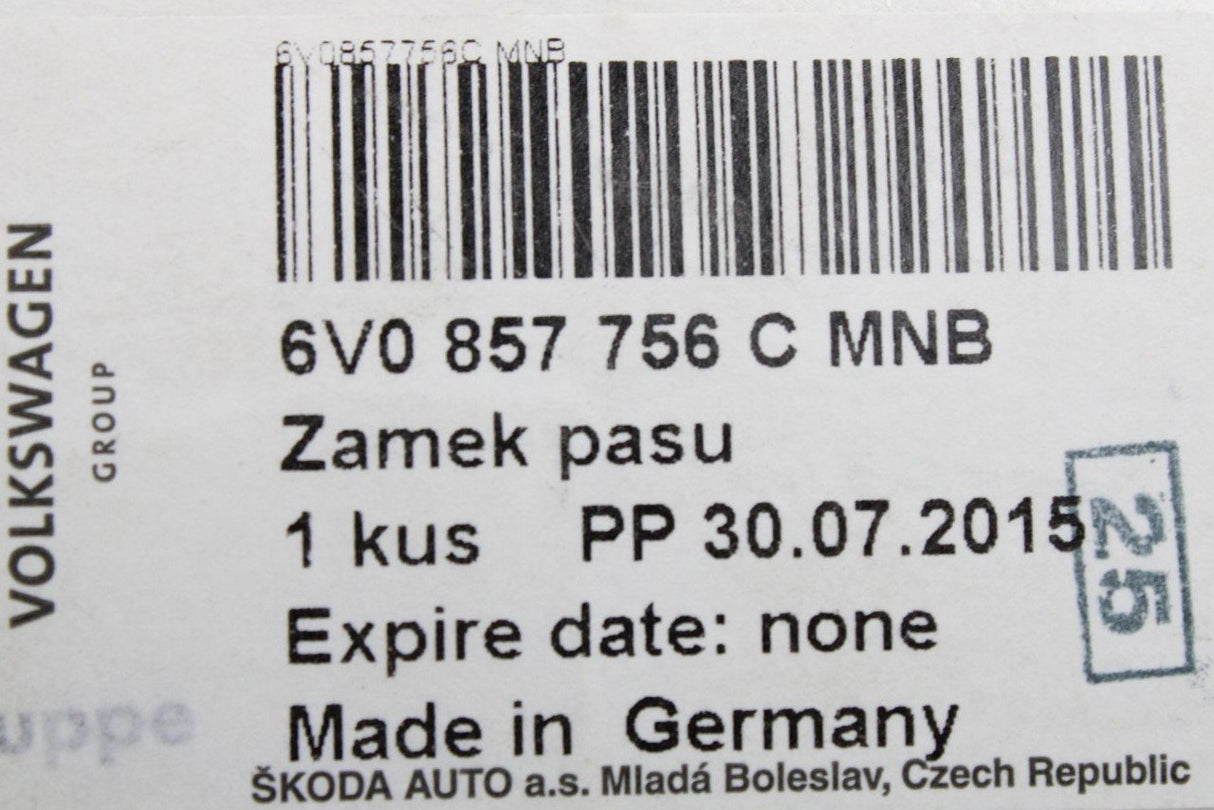 6V0857756C MNB
VOLKSWAGEN
GROUP
6V0 857 756 C MNB
Zamek pasu
1 kus PP 30.07.2015
25
Expire date: none
Made in Germany
ŠKODA AUTO a.s. Mladá Boleslav, Czech Republic